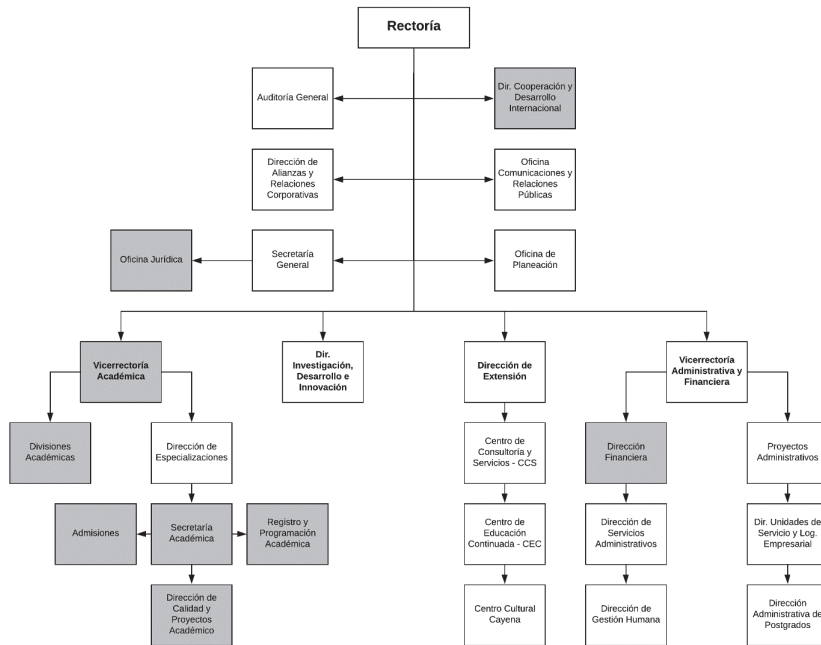 Rectoría
Auditoría General
Dir. Cooperación y
Desarrollo
Internacional
Dirección de
Alianzas y
Relaciones
Corporativas
Oficina
Comunicaciones y
Relaciones
Públicas
Oficina Jurídica
Secretaría
General
Oficina de
Planeación
Vicerrectoría
Académica
Dir.
Investigación,
Desarrollo e
Innovación
Dirección de
Extensión
Vicerrectoría
Administrativa y
Financiera
Divisiones
Académicas
Dirección de
Especializaciones
Centro de
Consultoría y
Servicios - CCS
Dirección
Financiera
Proyectos
Administrativos
Admisiones
Secretaría
Académica
Registro y
Programación
Académica
Centro de
Educación
Continuada - CEC
Dirección de
Servicios
Administrativos
Dir. Unidades de
Servicio y Log.
Empresarial
Dirección de
Calidad y
Proyectos
Académico
Centro Cultural
Cayena
Dirección de
Gestión Humana
Dirección
Administrativa de
Postgrados